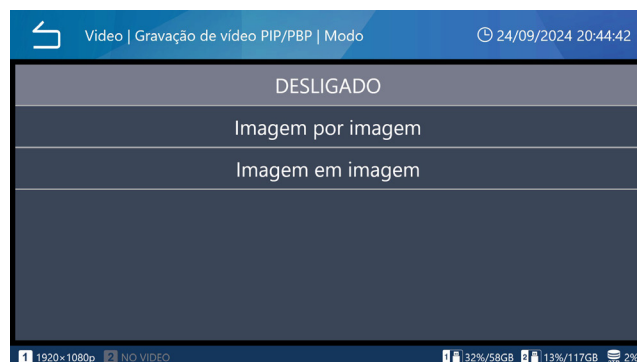 Video | Gravação de vídeo PIP/PBP | Modo 24/09/2024 20:44:42
DESLIGADO
Imagem por imagem
Imagem em imagem
1 1920×1080p 2 NO VIDEO 1 32%/58GB 2 13%/117GB 2%